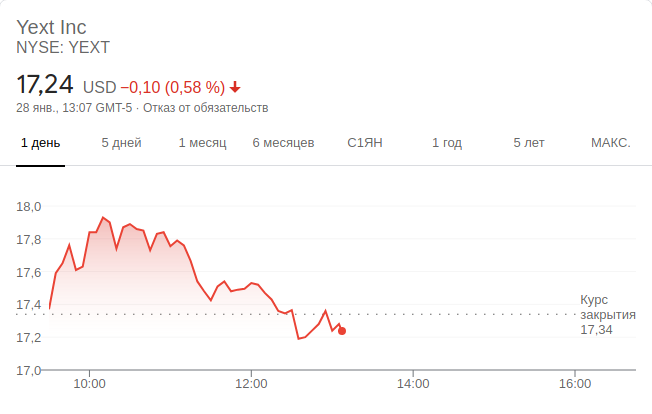 Yext Inc
NYSE: YEXT
17,24 USD −0,10 (0,58 %)
28 янв., 13:07 GMT-5 · Отказ от обязательств
1 день 5 дней 1 месяц 6 месяцев С1ЯН 1 год 5 лет МАКС.
18,0
17,8
17,6
17,4
17,2
17,0
Курс
закрытия
17,34
10:00 12:00 14:00 16:00